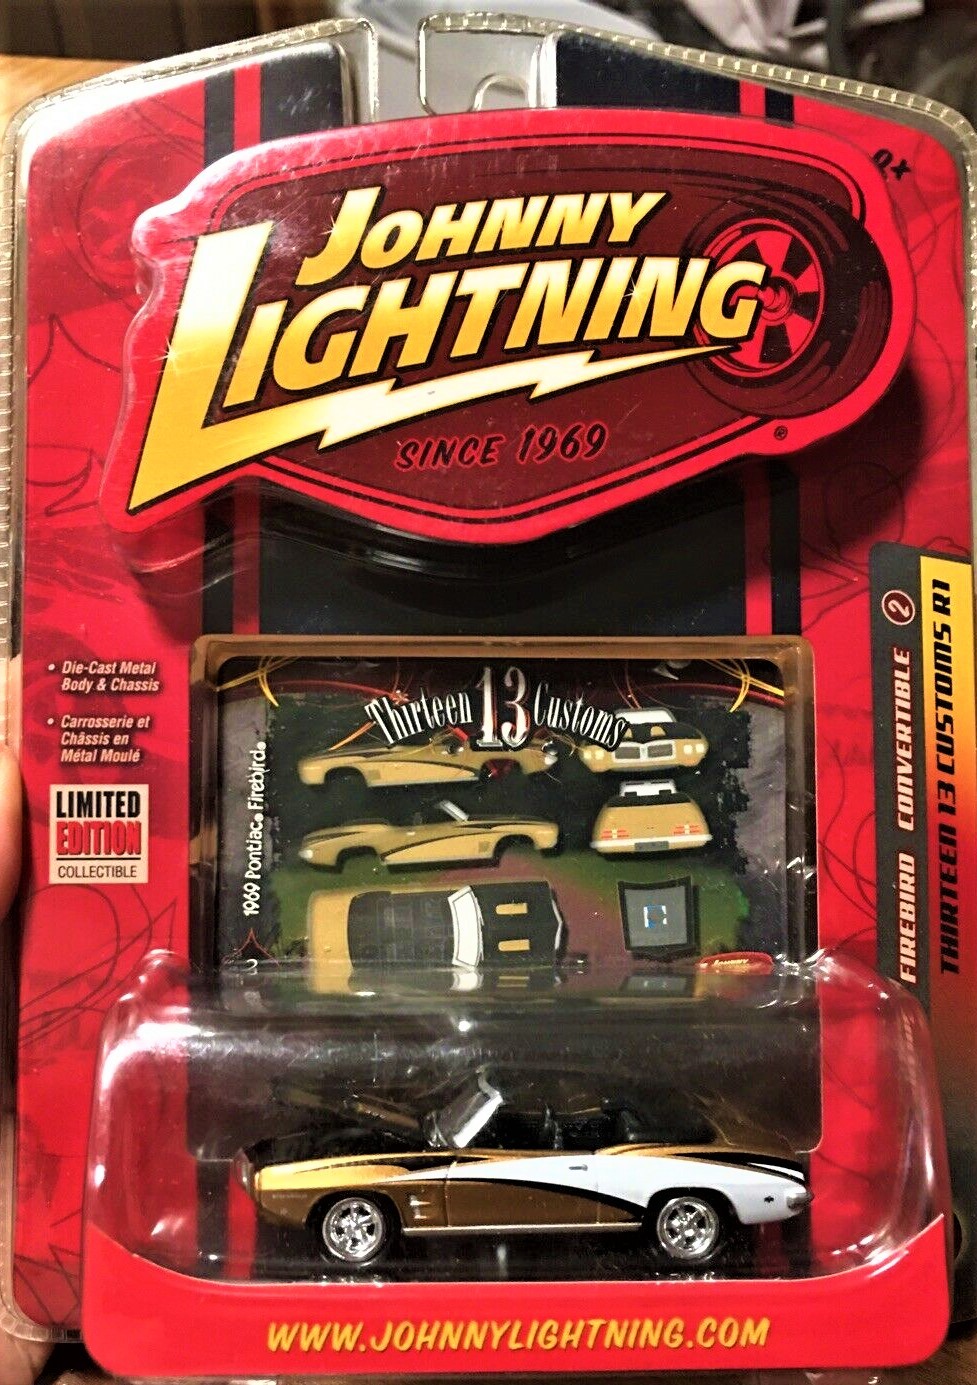 8+
JOHNNY
LIGHTNING
SINCE 1969
®
• Die-Cast Metal
Body & Chassis
• Carrosserie et
Châssis en
Métal Moulé
LIMITED
EDITION
COLLECTIBLE
Thirteen 13 Customs
1969 Pontiac® Firebird®
FIREBIRD CONVERTIBLE 2
THIRTEEN 13 CUSTOMS R1
WWW.JOHNNYLIGHTNING.COM